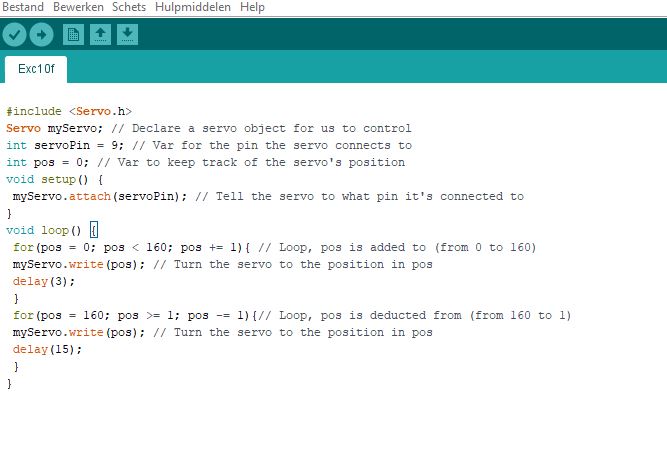 Bestand Bewerken Schets Hulpmiddelen Help
Exc10f
#include <Servo.h>
Servo myServo; // Declare a servo object for us to control
int servoPin = 9; // Var for the pin the servo connects to
int pos = 0; // Var to keep track of the servo's position
void setup() {
myServo.attach(servoPin); // Tell the servo to what pin it's connected to
}
void loop() {
for(pos = 0; pos < 160; pos += 1){ // Loop, pos is added to (from 0 to 160)
myServo.write(pos); // Turn the servo to the position in pos
delay(3);
}
for(pos = 160; pos >= 1; pos -= 1){// Loop, pos is deducted from (from 160 to 1)
myServo.write(pos); // Turn the servo to the position in pos
delay(15);
}
}